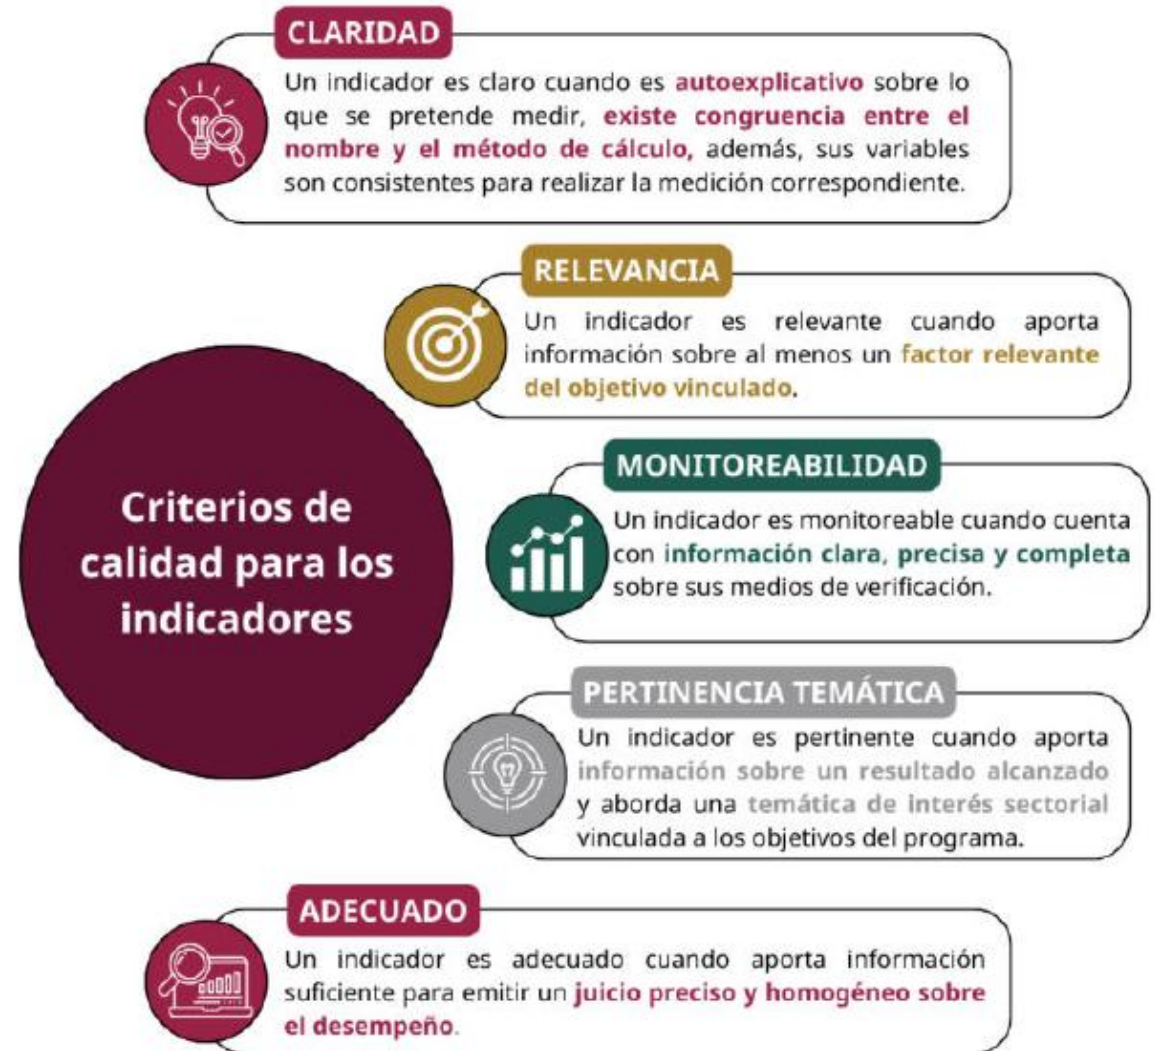 CLARIDAD
Un indicador es claro cuando es autoexplicativo sobre lo
que se pretende medir, existe congruencia entre el
nombre y el método de cálculo, además, sus variables
son consistentes para realizar la medición correspondiente.
RELEVANCIA
Un indicador es relevante cuando aporta
información sobre al menos un factor relevante
del objetivo vinculado.
Criterios de
calidad para los
indicadores
MONITOREABILIDAD
Un indicador es monitoreable cuando cuenta
con información clara, precisa y completa
sobre sus medios de verificación.
PERTINENCIA TEMÁTICA
Un indicador es pertinente cuando aporta
información sobre un resultado alcanzado
y aborda una temática de interés sectorial
vinculada a los objetivos del programa.
ADECUADO
Un indicador es adecuado cuando aporta información
suficiente para emitir un juicio preciso y homogéneo sobre
el desempeño.